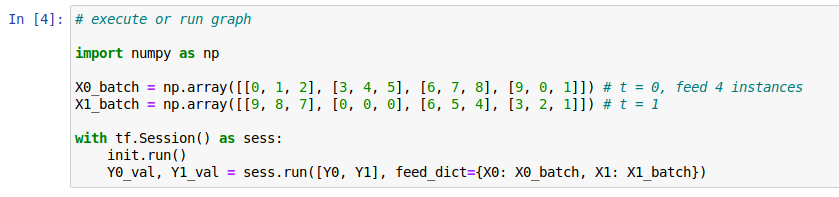 In [4]: # execute or run graph
import numpy as np
X0_batch = np.array([[0, 1, 2], [3, 4, 5], [6, 7, 8], [9, 0, 1]]) # t = 0, feed 4 instances
X1_batch = np.array([[9, 8, 7], [0, 0, 0], [6, 5, 4], [3, 2, 1]]) # t = 1
with tf.Session() as sess:
    init.run()
    Y0_val, Y1_val = sess.run([Y0, Y1], feed_dict={X0: X0_batch, X1: X1_batch})